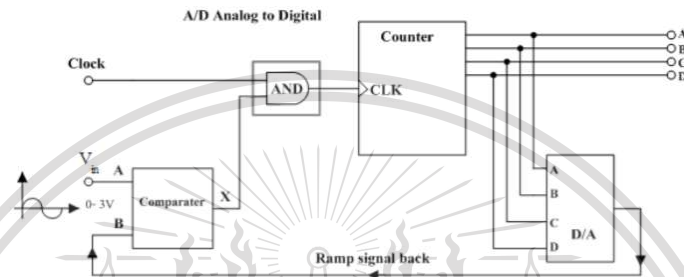 A/D Analog to Digital
Counter
A
B
C
D
Clock
AND
CLK
V in
A
0- 3V
Comparater
X
B
A
B
C
D
D/A
Ramp signal back